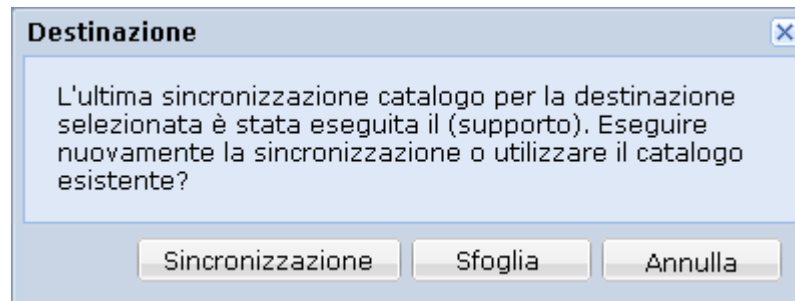 Destinazione
L'ultima sincronizzazione catalogo per la destinazione
selezionata è stata eseguita il (supporto). Eseguire
nuovamente la sincronizzazione o utilizzare il catalogo
esistente?
Sincronizzazione Sfoglia Annulla